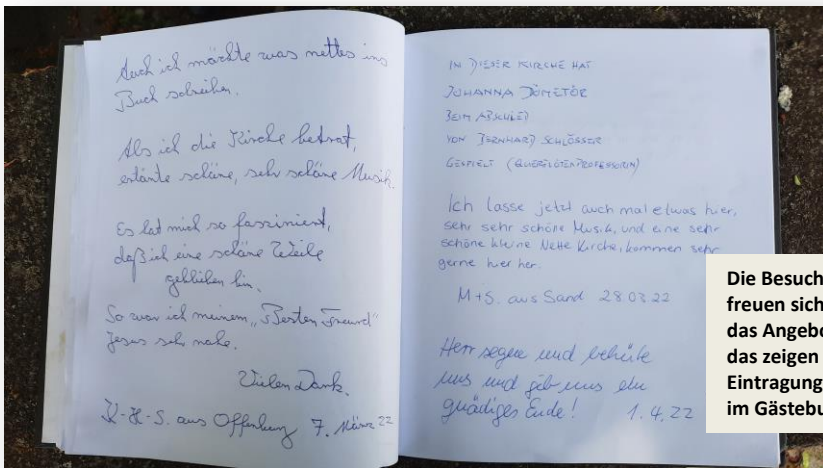 Auch ich möchte was nettes ins
Buch schreiben.
Als ich die Kirche betrat,
ertönte schöne, sehr schöne Musik.
Es hat mich so fasziniert,
daß ich eine schöne Weile
geblieben bin.
So war ich meinem „Besten Freund"
Jesus sehr nahe.
Vielen Dank.
K-H-S. aus Offenburg 7. März 22
IN DIESER KIRCHE HAT
JOHANNA DÖMÖTÖR
BEIM ABSCHIED
VON BERNHARD SCHLÖSSER
GESPIELT (QUERFLÖTENPROFESSORIN)
Ich lasse jetzt auch mal etwas hier,
sehr sehr schöne Musik, und eine sehr
schöne kleine Nette Kirche, kommen sehr
gerne hier her.
M+S. aus Sand 28.03.22
Herr segne und behüte
uns und gib uns ein
gnädiges Ende! 1.4.22
Die Besuch
freuen sich
das Angebo
das zeigen
Eintragung
im Gästebu